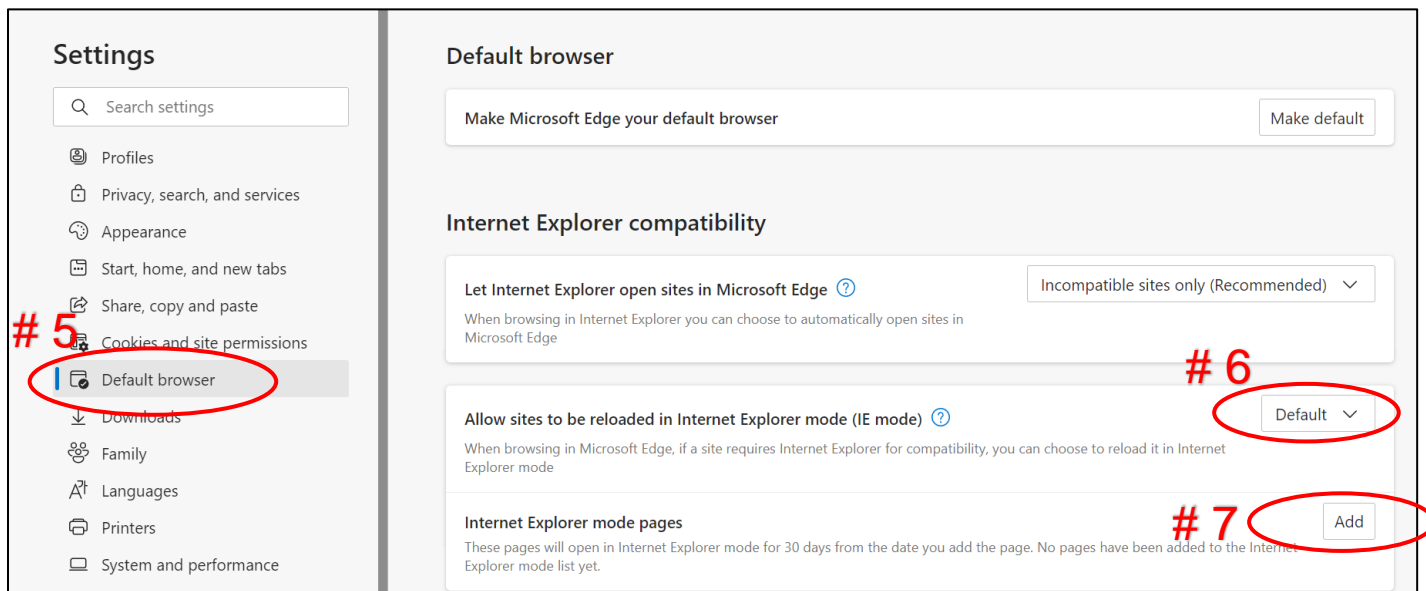 Settings
Search settings
Profiles
Privacy, search, and services
Appearance
Start, home, and new tabs
Share, copy and paste
# 5
Cookies and site permissions
Default browser
Downloads
Family
Languages
Printers
System and performance
Default browser
Make Microsoft Edge your default browser
Make default
Internet Explorer compatibility
Let Internet Explorer open sites in Microsoft Edge
Incompatible sites only (Recommended)
When browsing in Internet Explorer you can choose to automatically open sites in
Microsoft Edge
# 6
Allow sites to be reloaded in Internet Explorer mode (IE mode)
Default
When browsing in Microsoft Edge, if a site requires Internet Explorer for compatibility, you can choose to reload it in Internet
Explorer mode
Internet Explorer mode pages
# 7
Add
These pages will open in Internet Explorer mode for 30 days from the date you add the page. No pages have been added to the Internet
Explorer mode list yet.